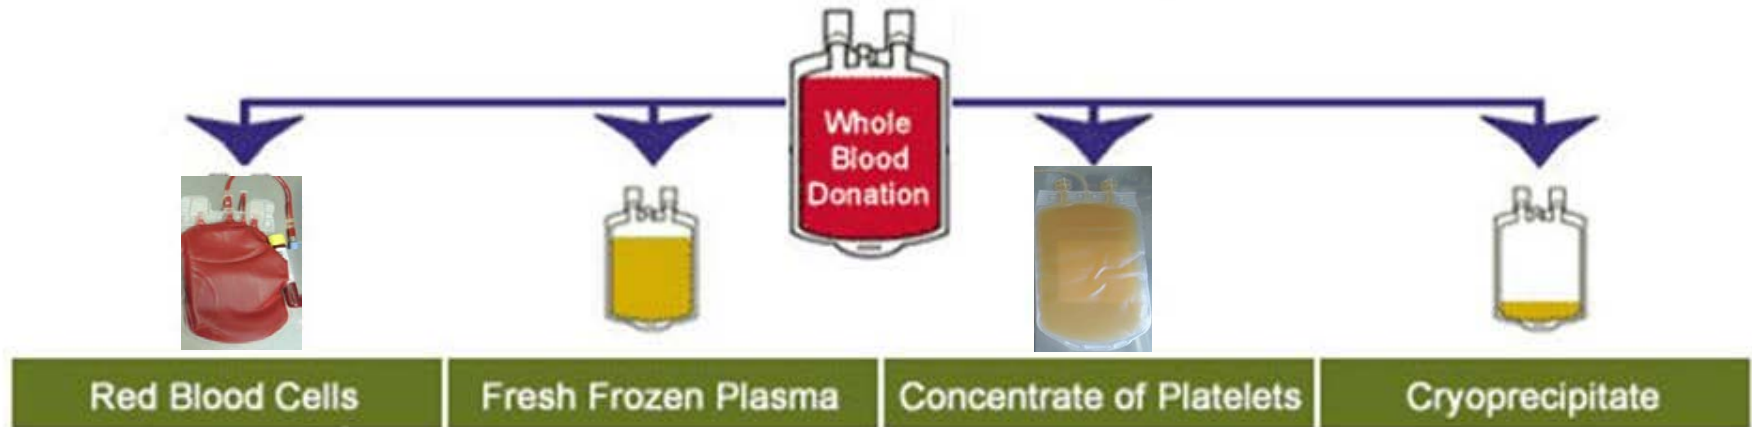 Whole
Blood
Donation
Red Blood Cells
Fresh Frozen Plasma
Concentrate of Platelets
Cryoprecipitate